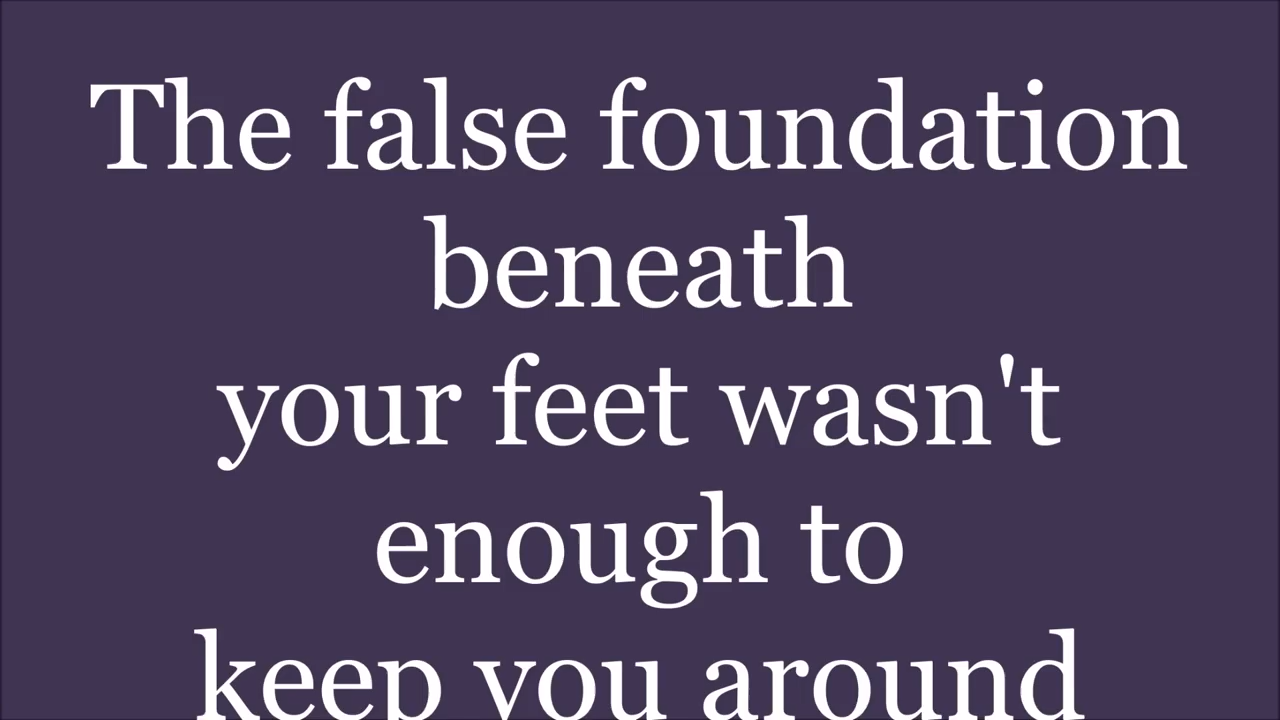 The false foundation
beneath
your feet wasn't
enough to
keep you around